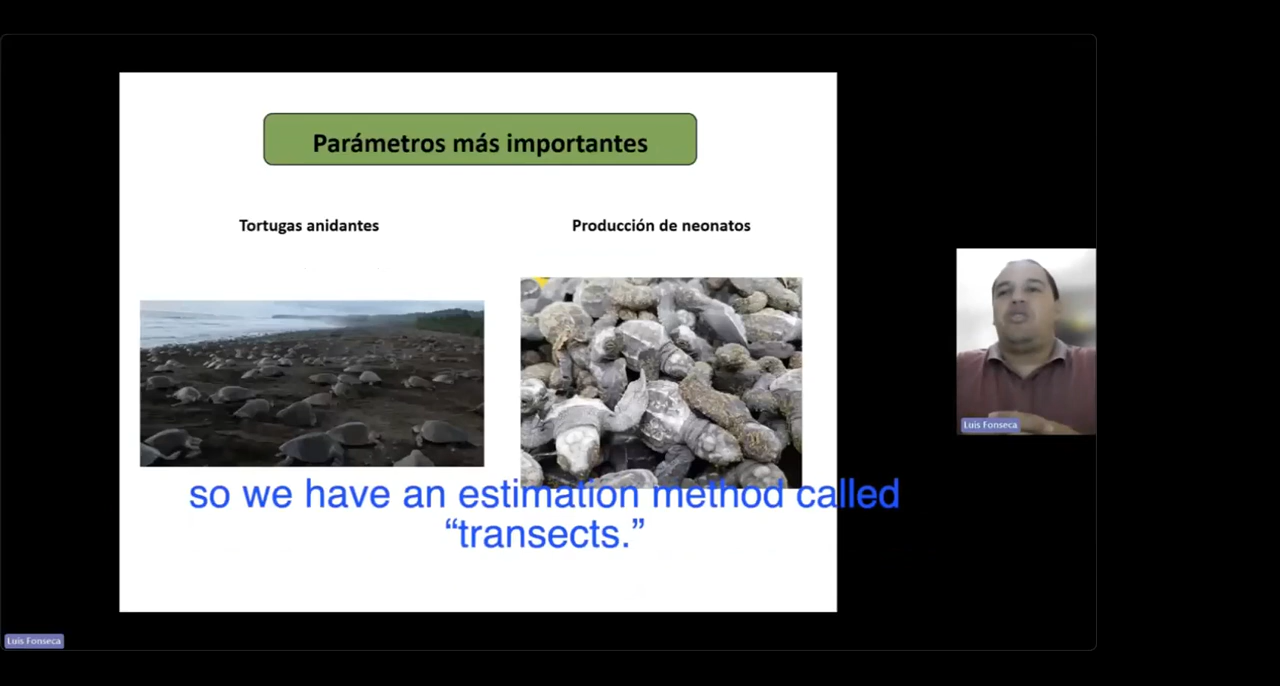 Parámetros más importantes
Tortugas anidantes
Producción de neonatos
so we have an estimation method called
“transects.”
Luis Fonseca
Luis Fonseca